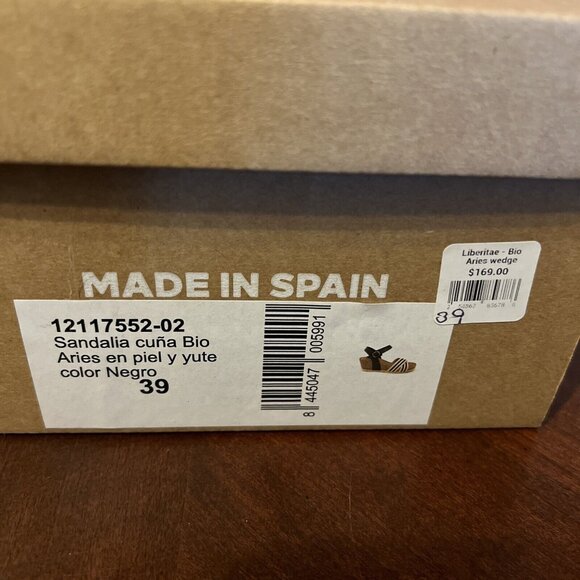 Liberitae - Bio
Aries wedge
$169.00
39
MADE IN SPAIN
12117552-02
Sandalia cuña Bio
Aries en piel y yute
color Negro
39
8 445047 005991